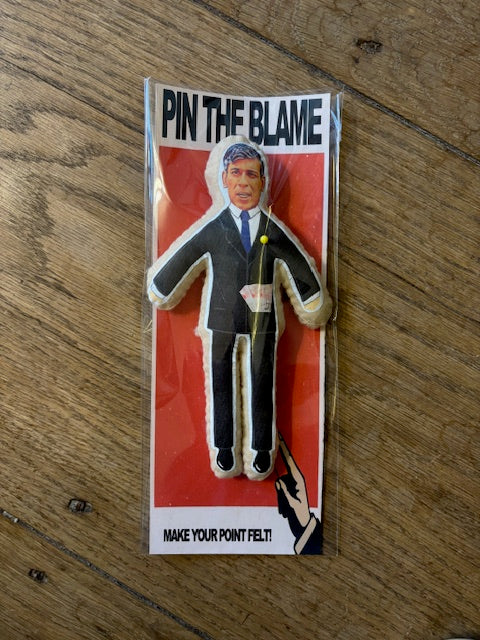 PIN THE BLAME
MAKE YOUR POINT FELT!